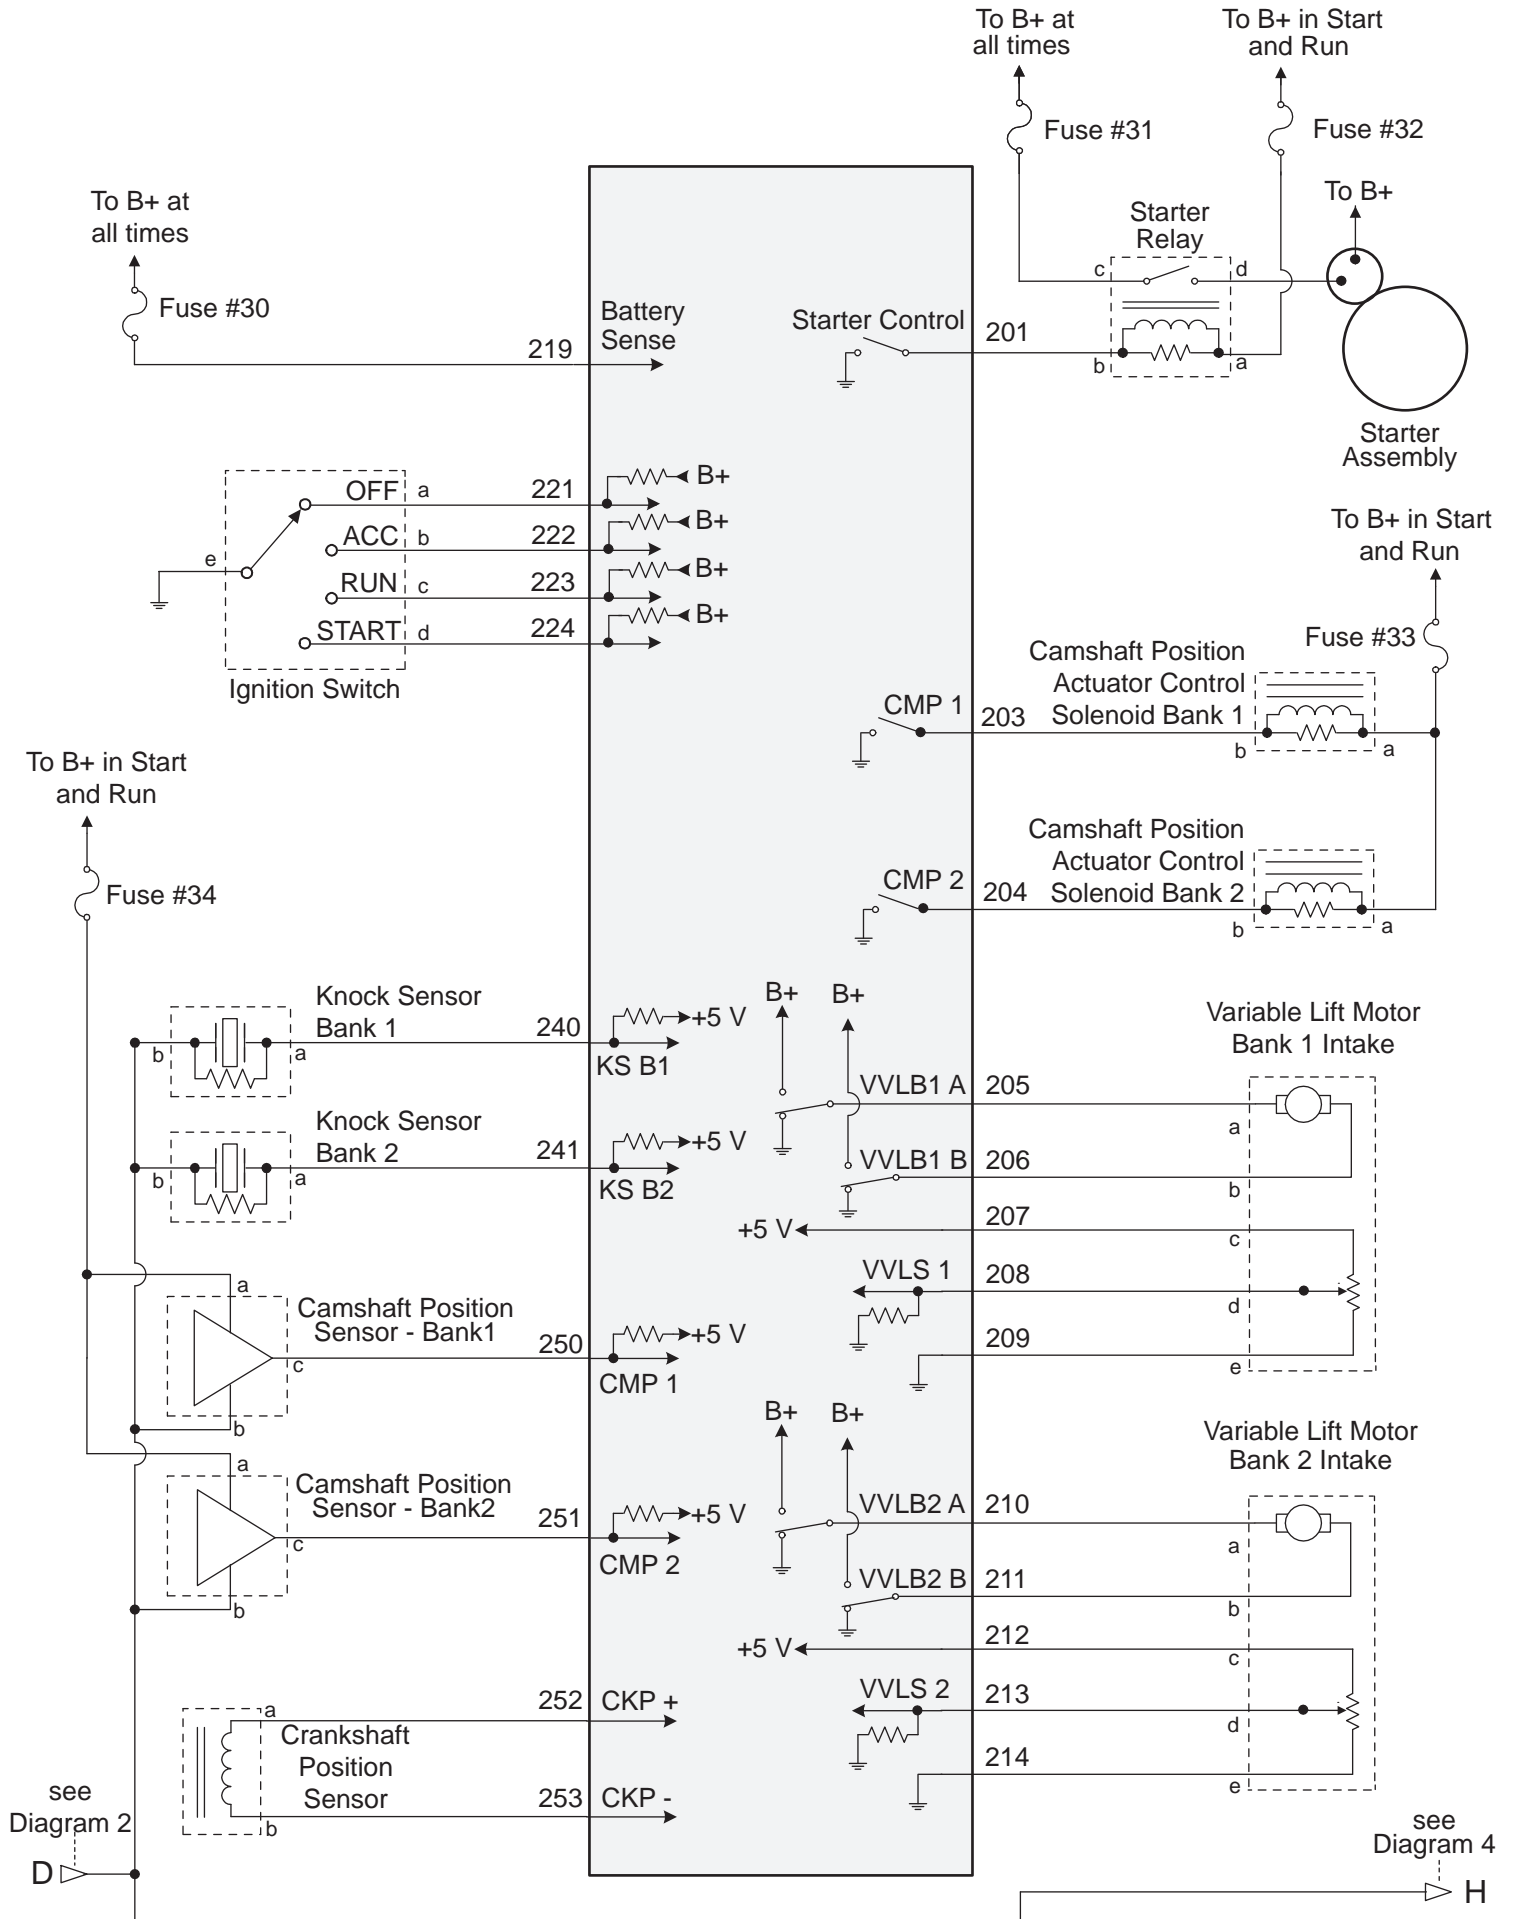 To B+ at
all times
To B+ in Start
and Run
Fuse #31
Fuse #32
To B+
Starter
Relay
c
d
b
a
Starter
Assembly
To B+ at
all times
Fuse #30
219
Battery
Sense
Starter Control
201
OFF
a
221
B+
ACC
b
222
B+
RUN
c
223
B+
START
d
224
B+
e
Ignition Switch
To B+ in Start
and Run
Fuse #33
CMP 1
203
Camshaft Position
Actuator Control
Solenoid Bank 1
b
a
CMP 2
204
Camshaft Position
Actuator Control
Solenoid Bank 2
b
a
To B+ in Start
and Run
Fuse #34
Knock Sensor
Bank 1
b
a
240
+5 V
KS B1
Knock Sensor
Bank 2
b
a
241
+5 V
KS B2
a
Camshaft Position
Sensor - Bank1
c
b
250
+5 V
CMP 1
a
Camshaft Position
Sensor - Bank2
c
b
251
+5 V
CMP 2
a
252
CKP +
Crankshaft
Position
Sensor
253
CKP -
b
B+
B+
Variable Lift Motor
Bank 1 Intake
VVLB1 A
205
a
VVLB1 B
206
b
+5 V
207
c
VVLS 1
208
d
209
e
B+
B+
Variable Lift Motor
Bank 2 Intake
VVLB2 A
210
a
VVLB2 B
211
b
+5 V
212
c
VVLS 2
213
d
214
e
see
Diagram 2
D
see
Diagram 4
H